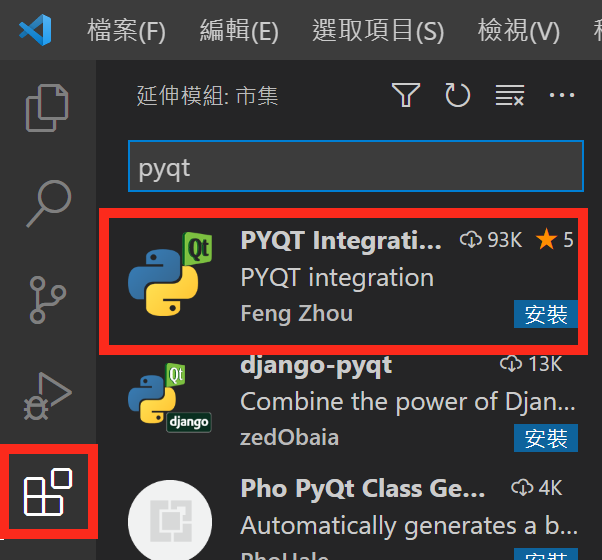 檔案(F) 編輯(E) 選取項目(S) 檢視(V)
延伸模組: 市集
pyqt
PYQT Integrati... 93K 5
PYQT integration
Feng Zhou 安裝
Qt
django-pyqt 13K
Combine the power of Djan...
zedObaia 安裝
Qt
django
Pho PyQt Class Ge... 4K
Automatically generates a b...
PhoHale 安裝